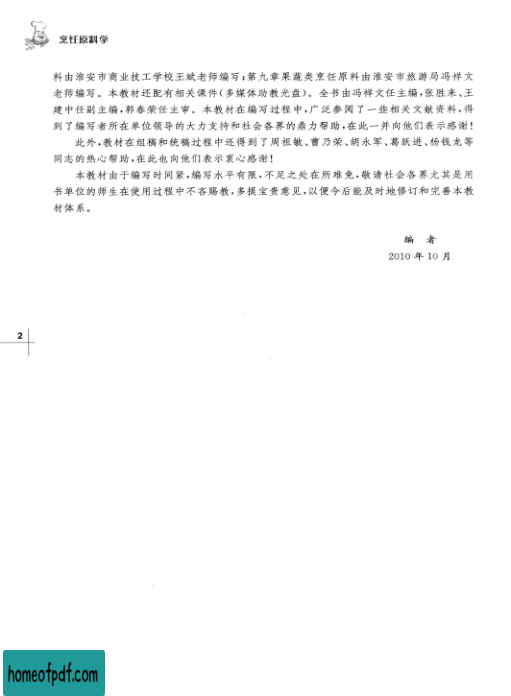 烹饪原料学
料由淮安市商业技工学校王斌老师编写;第九章果蔬类烹饪原料由淮安市旅游局冯祥文
老师编写。本教材还配有相关课件(多媒体助教光盘)。全书由冯祥文任主编,张胜来、王
建中任副主编,郭春荣任主审。本教材在编写过程中,广泛参阅了一些相关文献资料,得
到了编写者所在单位领导的大力支持和社会各界的鼎力帮助,在此一并向他们表示感谢!
此外,教材在组稿和统稿过程中还得到了周祖敏、曹乃荣、胡永军、葛跃进、杨钱龙等
同志的热心帮助,在此也向他们表示衷心感谢!
本教材由于编写时间紧,编写水平有限,不足之处在所难免,敬请社会各界尤其是用
书单位的师生在使用过程中不吝赐教,多提宝贵意见,以便今后能及时地修订和完善本教
材体系。
编 者
2010 年 10 月
2
homeofpdf.com